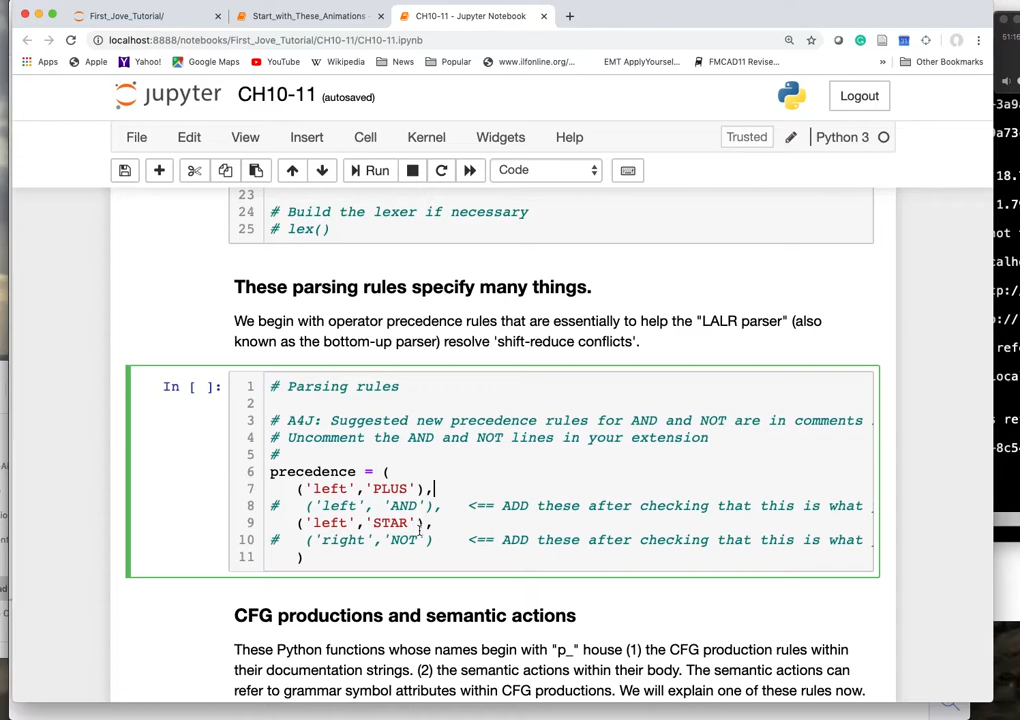 First_Jove_Tutorial/
Start_with_These_Animations -
CH10-11 - Jupyter Notebook
localhost:8888/notebooks/First_Jove_Tutorial/CH10-11/CH10-11.ipynb
Apps Apple Yahoo! Google Maps YouTube Wikipedia News Popular www.ilfonline.org/... EMT ApplyYoursel... FMCAD11 Revise... » Other Bookmarks
jupyter CH10-11 (autosaved) Logout
File Edit View Insert Cell Kernel Widgets Help Trusted Python 3
Run Code
23
24 # Build the lexer if necessary
25 # lex()
These parsing rules specify many things.
We begin with operator precedence rules that are essentially to help the "LALR parser" (also
known as the bottom-up parser) resolve 'shift-reduce conflicts'.
In [ ]: 1 # Parsing rules
2
3 # A4J: Suggested new precedence rules for AND and NOT are in comments
4 # Uncomment the AND and NOT lines in your extension
5 #
6 precedence = (
7 ('left','PLUS'),
8 # ('left', 'AND'), <== ADD these after checking that this is what
9 ('left','STAR'),
10 # ('right','NOT') <== ADD these after checking that this is what
11 )
CFG productions and semantic actions
These Python functions whose names begin with "p_" house (1) the CFG production rules within
their documentation strings. (2) the semantic actions within their body. The semantic actions can
refer to grammar symbol attributes within CFG productions. We will explain one of these rules now.
51:16